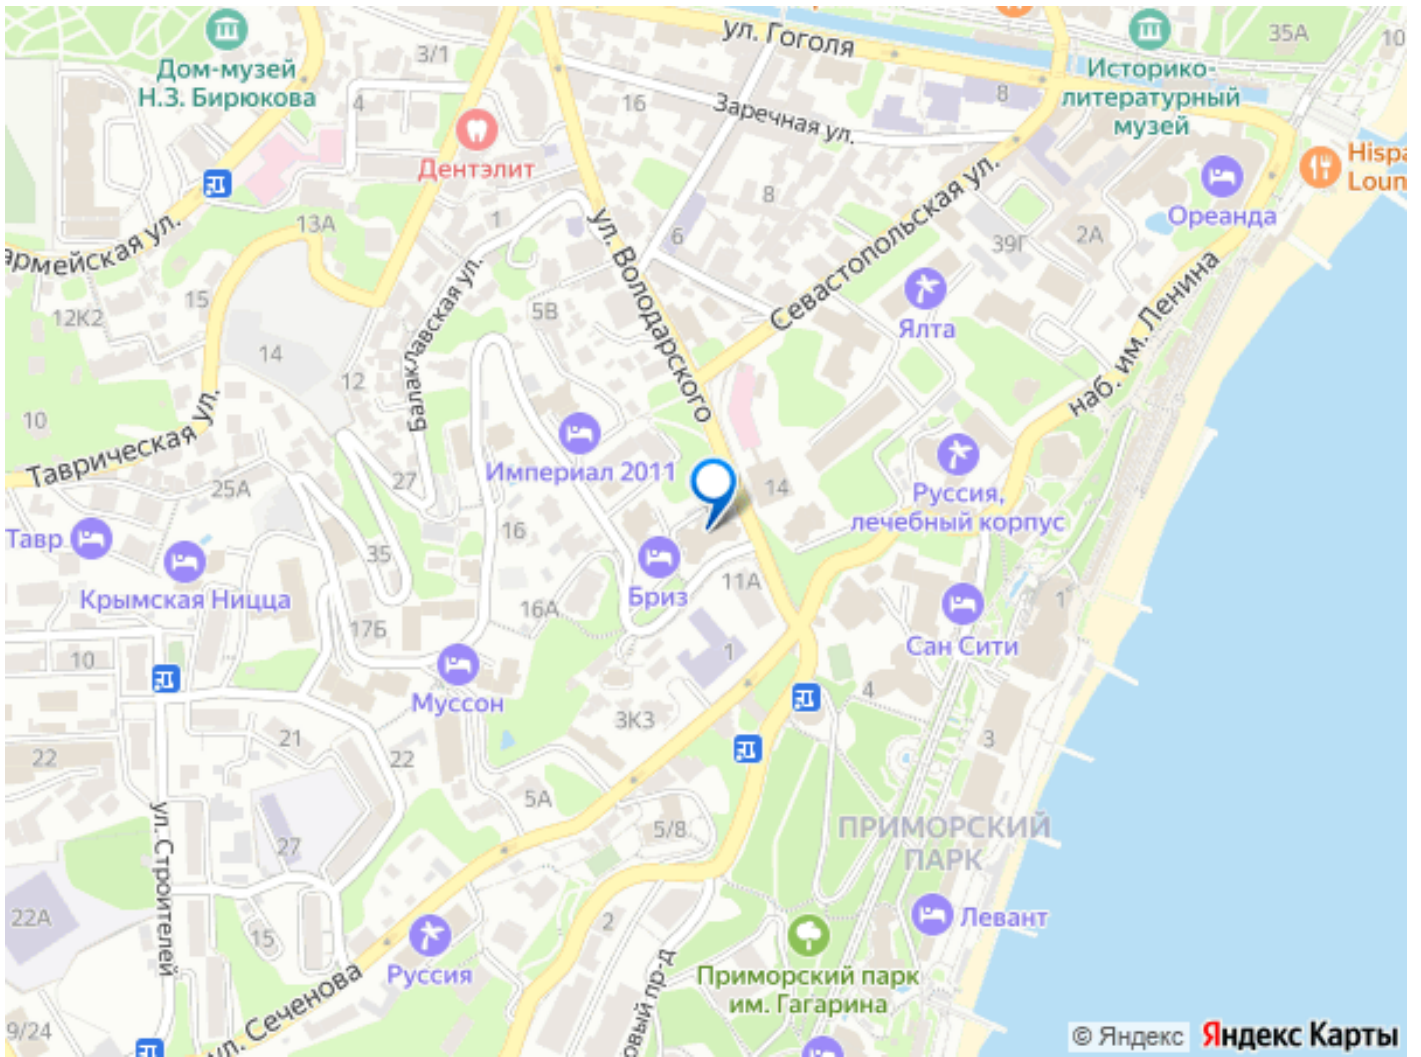 ул. Гоголя
35А
10
3/1
Дом-музей
Н.З. Бирюкова
4
16
Заречная ул.
8
Историко-
литературный
музей
Hispa
Loun
Дентэлит
8
Ореанда
13А
1
ул. Володарского
6
Севастопольская ул.
39Г
2А
армейская ул.
15
12К2
5В
Ялта
наб. им. Ленина
14
12
Балаклавская ул.
10
Таврическая ул.
25А
27
Империал 2011
14
Руссия,
лечебный корпус
Тавр
35
16
Крымская Ницца
16А
Бриз
11А
1
17Б
Сан Сити
10
1
Муссон
4
3К3
21
22
22
3
5А
5/8
ПРИМОРСКИЙ
ПАРК
ул. Строителей
27
22А
15
2
Левант
Руссия
Приморский парк
им. Гагарина
ул. Сеченова
овый пр-д
9/24
© Яндекс Яндекс Карты